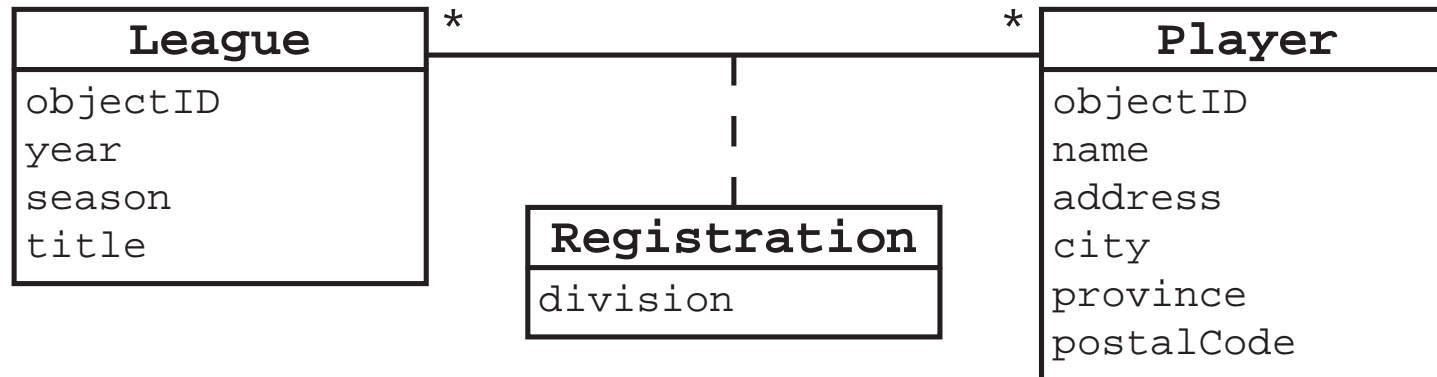 League
objectID
year
season
title
*
*
Registration
division
Player
objectID
name
address
city
province
postalCode